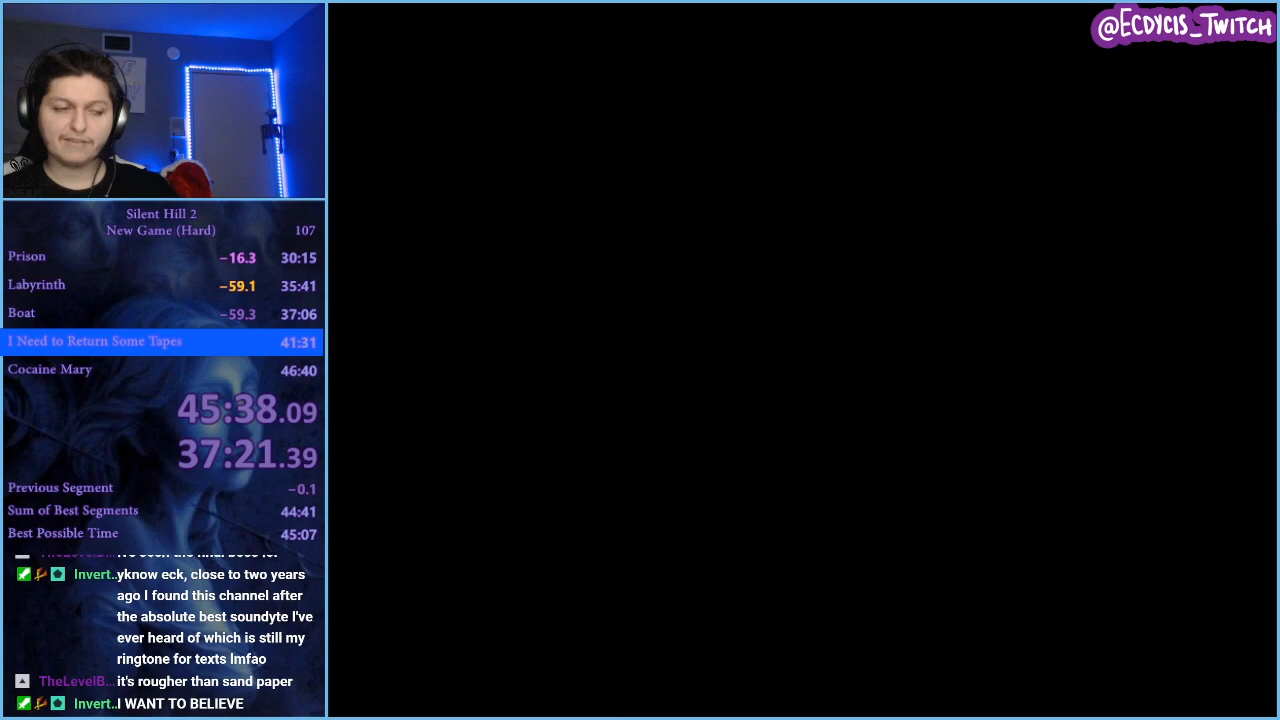 @ECDYCIS_TWITCH
Silent Hill 2
New Game (Hard) 107
Prison −16.3 30:15
Labyrinth −59.1 35:41
Boat −59.3 37:06
I Need to Return Some Tapes 41:31
Cocaine Mary 46:40
45:38.09
37:21.39
Previous Segment −0.1
Sum of Best Segments 44:41
Best Possible Time 45:07
Invert.. yknow eck, close to two years
ago I found this channel after
the absolute best soundyte I've
ever heard of which is still my
ringtone for texts lmfao
TheLevelB... it's rougher than sand paper
Invert.. I WANT TO BELIEVE